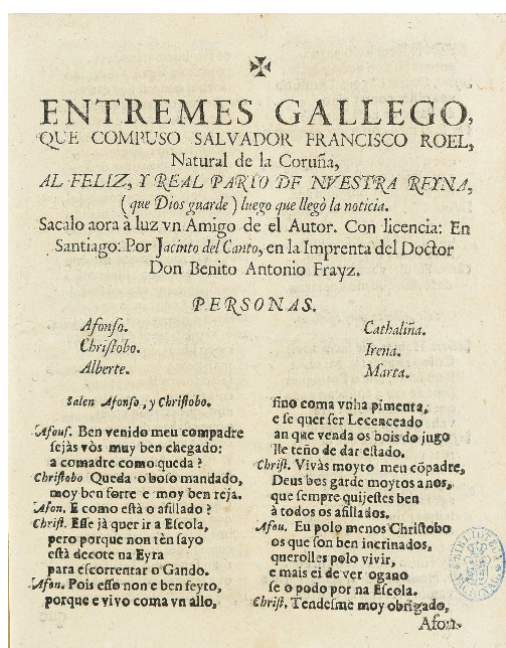 ✠
ENTREMES GALLEGO,
QUE COMPUSO SALVADOR FRANCISCO ROEL,
Natural de la Coruña,
AL FELIZ, Y REAL PARTO DE NVESTRA REYNA,
(que Dios guarde) luego que llegò la noticia.
Sacalo aora à luz vn Amigo de el Autor. Con licencia: En
Santiago: Por Jacinto del Canto, en la Imprenta del Doctor
Don Benito Antonio Frayz.
PERSONAS.
Afonso.
Christobo.
Alberte.
Cathaliña.
Irena.
Marta.
Salen Afonso, y Christobo.
Afons. Ben venido meu compadre
sejàs vòs muy ben chegado:
a comadre como queda?
Christobo Queda o boso mandado,
moy ben forre e moy ben reja.
Afon. E como està o afillado?
Christ. Esse jà quer ir a Escola,
pero porque non tèn sayo
està decote na Eyra
para escorrentar o Gando.
Afon. Pois esso non e ben feyto,
porque e vivo coma vn allo,
fino coma vnha pimenta,
e se quer ser Lecenceado
an que venda os bois do jugo
lle teño de dar estado.
Christ. Vivàs moyto meu cõpadre,
Deus bos garde moytos anos,
que sempre quijestes ben
à todos os afillados.
Afon. Eu polo menos Christobo
os que son ben incrinados,
querolles polo vivir,
e mais ei de ver ogano
se o podo por na Escola.
Christ. Tendesme moy obrigado,
Afon.
BIBLIOTECA NACIONAL